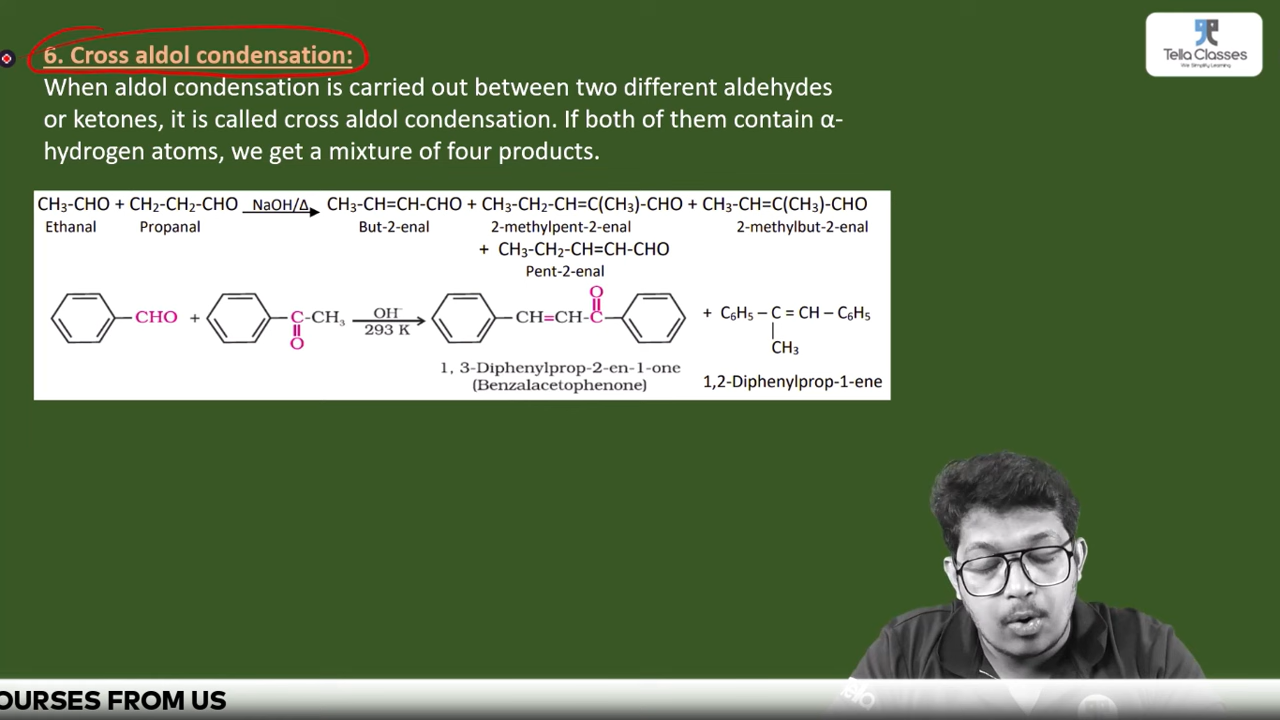 6. Cross aldol condensation:
Tella Classes
We Simplify Learning
When aldol condensation is carried out between two different aldehydes
or ketones, it is called cross aldol condensation. If both of them contain α-
hydrogen atoms, we get a mixture of four products.
CH₃-CHO + CH₂-CH₂-CHO NaOH/Δ CH₃-CH=CH-CHO + CH₃-CH₂-CH=C(CH₃)-CHO + CH₃-CH=C(CH₃)-CHO
Ethanal Propanal But-2-enal 2-methylpent-2-enal 2-methylbut-2-enal
+ CH₃-CH₂-CH=CH-CHO
Pent-2-enal
CHO + C-CH₃ OH⁻ CH=CH-C + C₆H₅ – C = CH – C₆H₅
O 293 K O
CH₃
1, 3-Diphenylprop-2-en-1-one
(Benzalacetophenone)
1,2-Diphenylprop-1-ene
OURSES FROM US